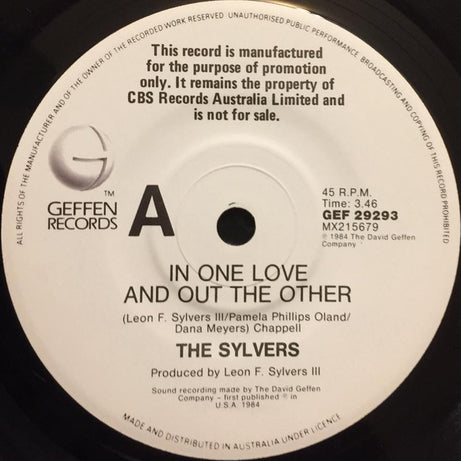 ALL RIGHTS OF THE MANUFACTURER AND OF THE OWNER OF THE RECORDED WORK RESERVED. UNAUTHORISED PUBLIC PERFORMANCE, BROADCASTING AND COPYING OF THIS RECORD PROHIBITED
This record is manufactured
for the purpose of promotion
only. It remains the property of
CBS Records Australia Limited and
is not for sale.
G
TM
GEFFEN
RECORDS
A
45 R.P.M.
Time: 3.46
GEF 29293
MX215679
℗ 1984 The David Geffen
Company
IN ONE LOVE
AND OUT THE OTHER
(Leon F. Sylvers III/Pamela Phillips Oland/
Dana Meyers) Chappell
THE SYLVERS
Produced by Leon F. Sylvers III
Sound recording made by The David Geffen
Company – first published ℗ in
U.S.A. 1984
MADE AND DISTRIBUTED IN AUSTRALIA UNDER LICENCE